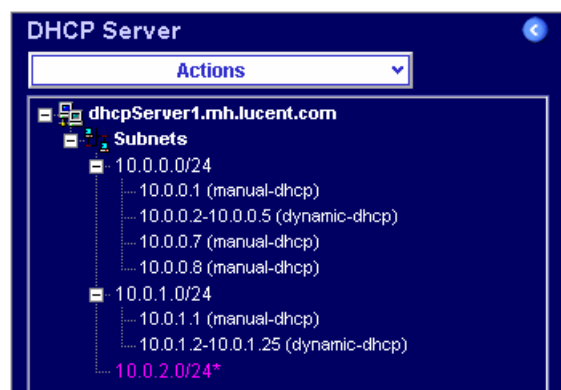 DHCP Server
Actions
dhcpServer1.mh.lucent.com
Subnets
10.0.0.0/24
10.0.0.1 (manual-dhcp)
10.0.0.2-10.0.0.5 (dynamic-dhcp)
10.0.0.7 (manual-dhcp)
10.0.0.8 (manual-dhcp)
10.0.1.0/24
10.0.1.1 (manual-dhcp)
10.0.1.2-10.0.1.25 (dynamic-dhcp)
10.0.2.0/24*